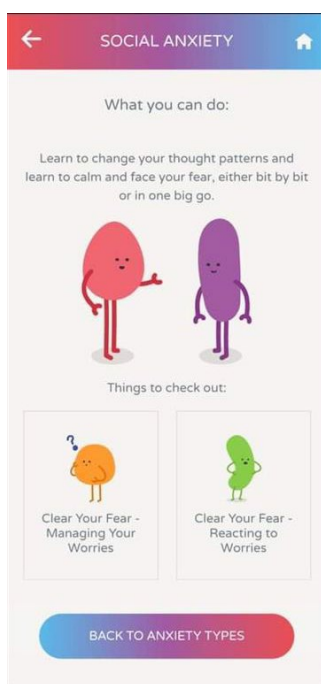 SOCIAL ANXIETY
What you can do:
Learn to change your thought patterns and
learn to calm and face your fear, either bit by bit
or in one big go.
Things to check out:
?
Clear Your Fear -
Managing Your
Worries
Clear Your Fear -
Reacting to
Worries
BACK TO ANXIETY TYPES